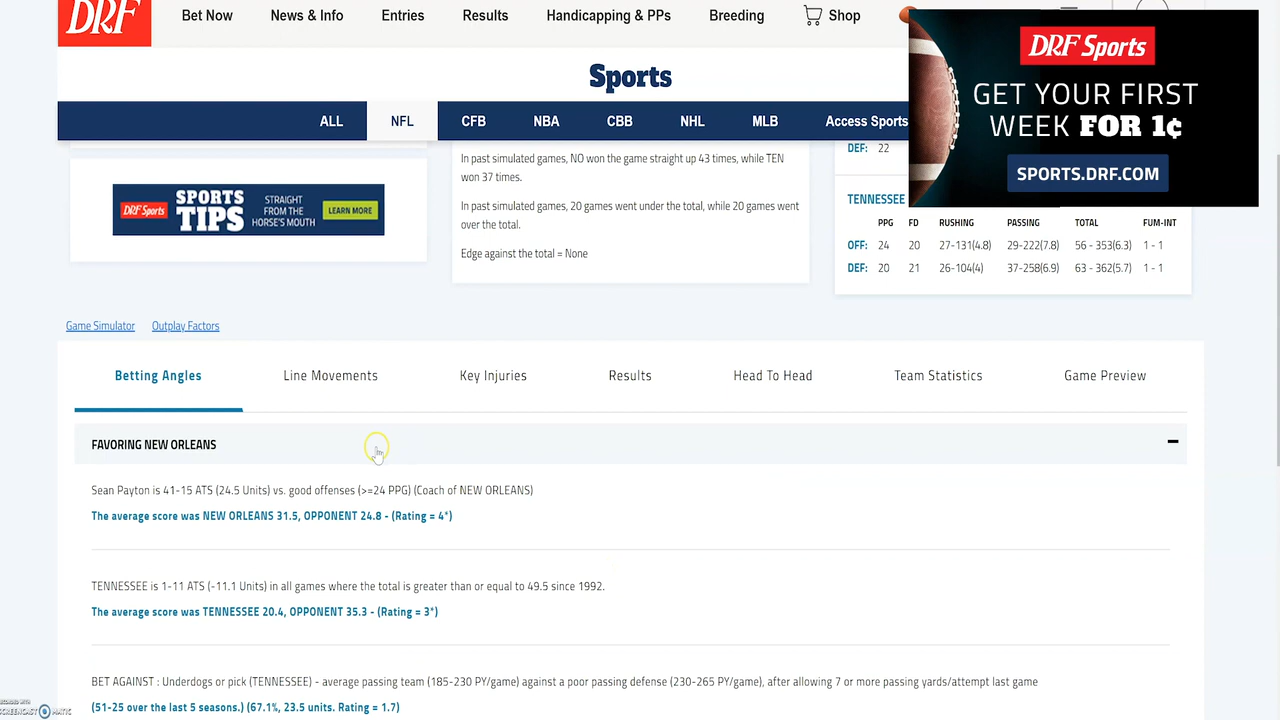 DRF
Bet Now
News & Info
Entries
Results
Handicapping & PPs
Breeding
Shop
DRF Sports
GET YOUR FIRST
WEEK FOR 1¢
SPORTS.DRF.COM
Sports
ALL
NFL
CFB
NBA
CBB
NHL
MLB
Access Sports
DRF Sports
SPORTS
TIPS
STRAIGHT
FROM THE
HORSE'S MOUTH
LEARN MORE
In past simulated games, NO won the game straight up 43 times, while TEN
won 37 times.
In past simulated games, 20 games went under the total, while 20 games went
over the total.
Edge against the total = None
DEF: 22
TENNESSEE
PPG FD RUSHING PASSING TOTAL FUM-INT
OFF: 24 20 27-131(4.8) 29-222(7.8) 56 - 353(6.3) 1 - 1
DEF: 20 21 26-104(4) 37-258(6.9) 63 - 362(5.7) 1 - 1
Game Simulator
Outplay Factors
Betting Angles
Line Movements
Key Injuries
Results
Head To Head
Team Statistics
Game Preview
FAVORING NEW ORLEANS
Sean Payton is 41-15 ATS (24.5 Units) vs. good offenses (>=24 PPG) (Coach of NEW ORLEANS)
The average score was NEW ORLEANS 31.5, OPPONENT 24.8 - (Rating = 4*)
TENNESSEE is 1-11 ATS (-11.1 Units) in all games where the total is greater than or equal to 49.5 since 1992.
The average score was TENNESSEE 20.4, OPPONENT 35.3 - (Rating = 3*)
BET AGAINST : Underdogs or pick (TENNESSEE) - average passing team (185-230 PY/game) against a poor passing defense (230-265 PY/game), after allowing 7 or more passing yards/attempt last game
(51-25 over the last 5 seasons.) (67.1%, 23.5 units. Rating = 1.7)
RECORDED WITH
SCREENCAST MATIC